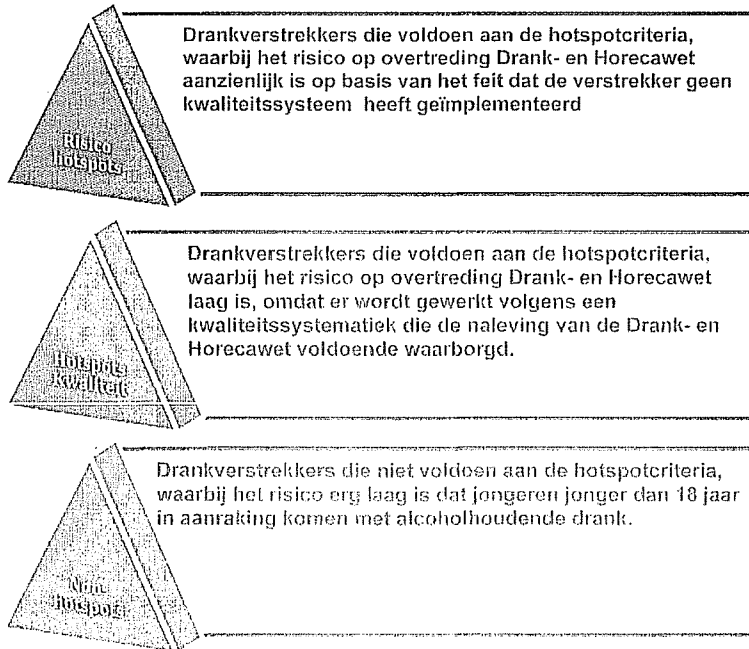 Drankverstrekkers die voldoen aan de hotspotcriteria,
waarbij het risico op overtreding Drank- en Horecawet
aanzienlijk is op basis van het feit dat de verstrekker geen
kwaliteitssysteem heeft geïmplementeerd
Risico
hotspots
Drankverstrekkers die voldoen aan de hotspotcriteria,
waarbij het risico op overtreding Drank- en Horecawet
laag is, omdat er wordt gewerkt volgens een
kwaliteitssystematiek die de naleving van de Drank- en
Horecawet voldoende waarborgd.
Hotspots
Kwaliteit
Drankverstrekkers die niet voldoen aan de hotspotcriteria,
waarbij het risico erg laag is dat jongeren jonger dan 18 jaar
in aanraking komen met alcoholhoudende drank.
Non-
hotspots